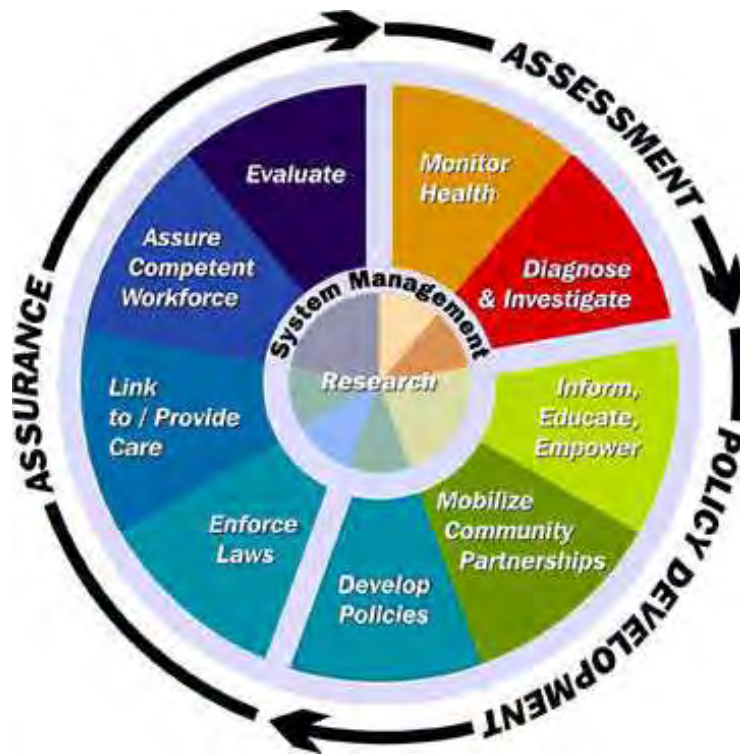 ASSESSMENT
POLICY DEVELOPMENT
ASSURANCE
Monitor
Health
Diagnose
& Investigate
Inform,
Educate,
Empower
Mobilize
Community
Partnerships
Develop
Policies
Enforce
Laws
Link
to / Provide
Care
Assure
Competent
Workforce
Evaluate
System Management
Research